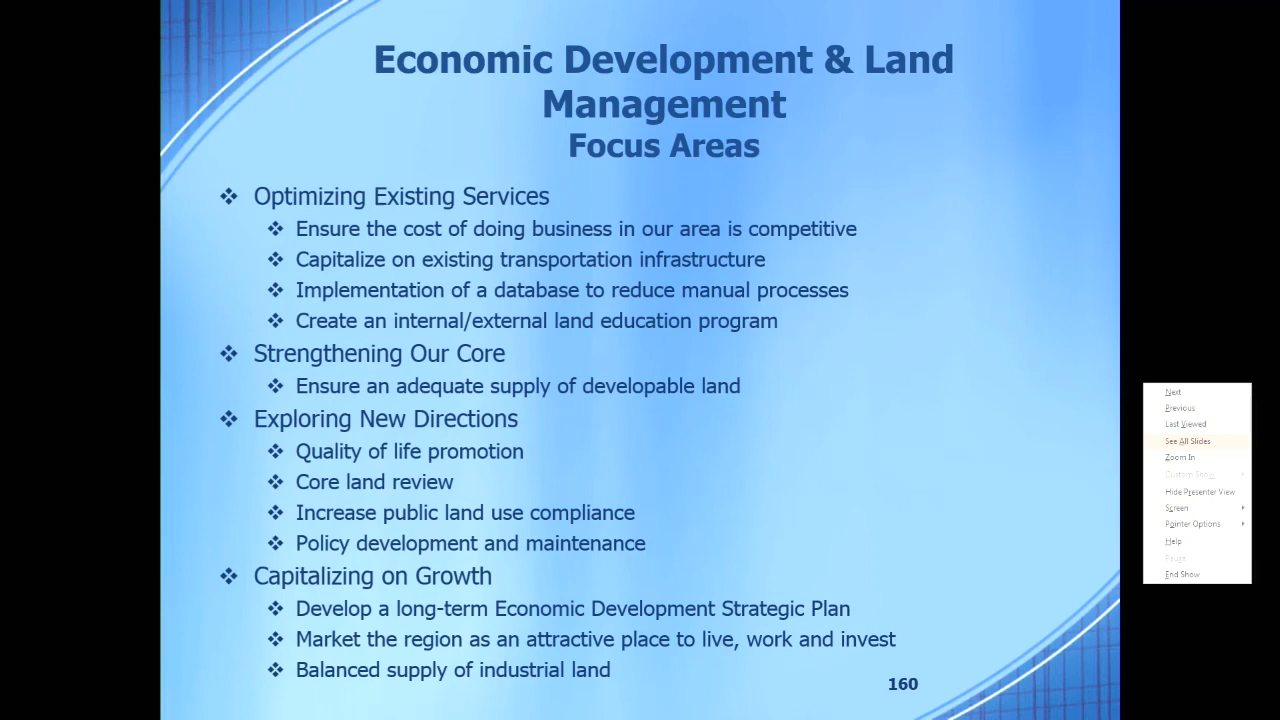 Economic Development & Land
Management
Focus Areas
❖ Optimizing Existing Services
❖ Ensure the cost of doing business in our area is competitive
❖ Capitalize on existing transportation infrastructure
❖ Implementation of a database to reduce manual processes
❖ Create an internal/external land education program
❖ Strengthening Our Core
❖ Ensure an adequate supply of developable land
❖ Exploring New Directions
❖ Quality of life promotion
❖ Core land review
❖ Increase public land use compliance
❖ Policy development and maintenance
❖ Capitalizing on Growth
❖ Develop a long-term Economic Development Strategic Plan
❖ Market the region as an attractive place to live, work and invest
❖ Balanced supply of industrial land
160
Next
Previous
Last Viewed
See All Slides
Zoom In
Custom Show
Hide Presenter View
Screen
Pointer Options
Help
Pause
End Show